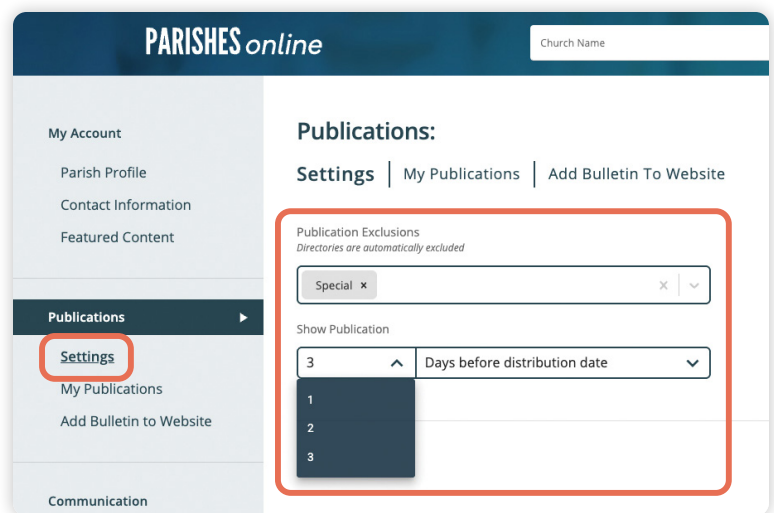 PARISHES online
Church Name
My Account
Parish Profile
Contact Information
Featured Content
Publications
Settings
My Publications
Add Bulletin to Website
Communication
Publications:
Settings | My Publications | Add Bulletin To Website
Publication Exclusions
Directories are automatically excluded
Special ×
Show Publication
3 Days before distribution date
1
2
3